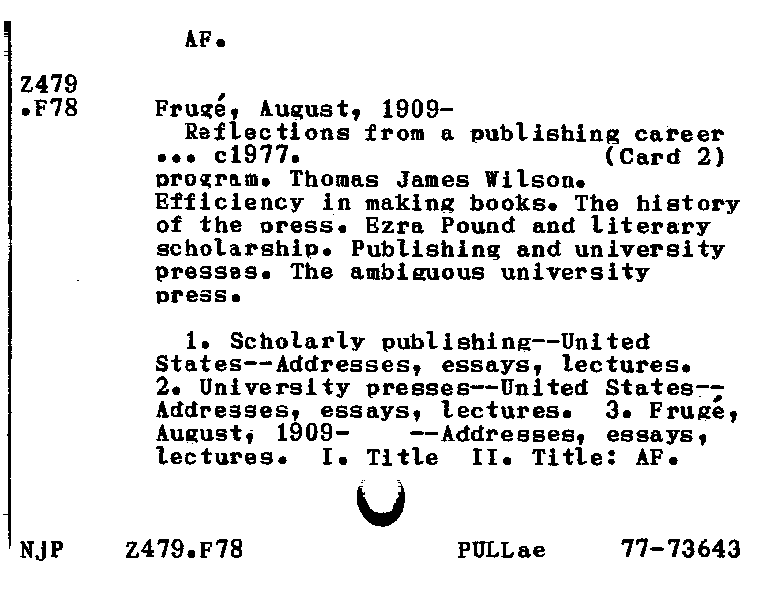 AF.
Z479
.F78 Frugé, August, 1909-
Reflections from a publishing career
... c1977. (Card 2)
program. Thomas James Wilson.
Efficiency in making books. The history
of the press. Ezra Pound and literary
scholarship. Publishing and university
presses. The ambiguous university
press.
1. Scholarly publishing--United
States--Addresses, essays, lectures.
2. University presses--United States--
Addresses, essays, lectures. 3. Frugé,
August, 1909- --Addresses, essays,
lectures. I. Title II. Title: AF.
NJP Z479.F78 PULLae 77-73643